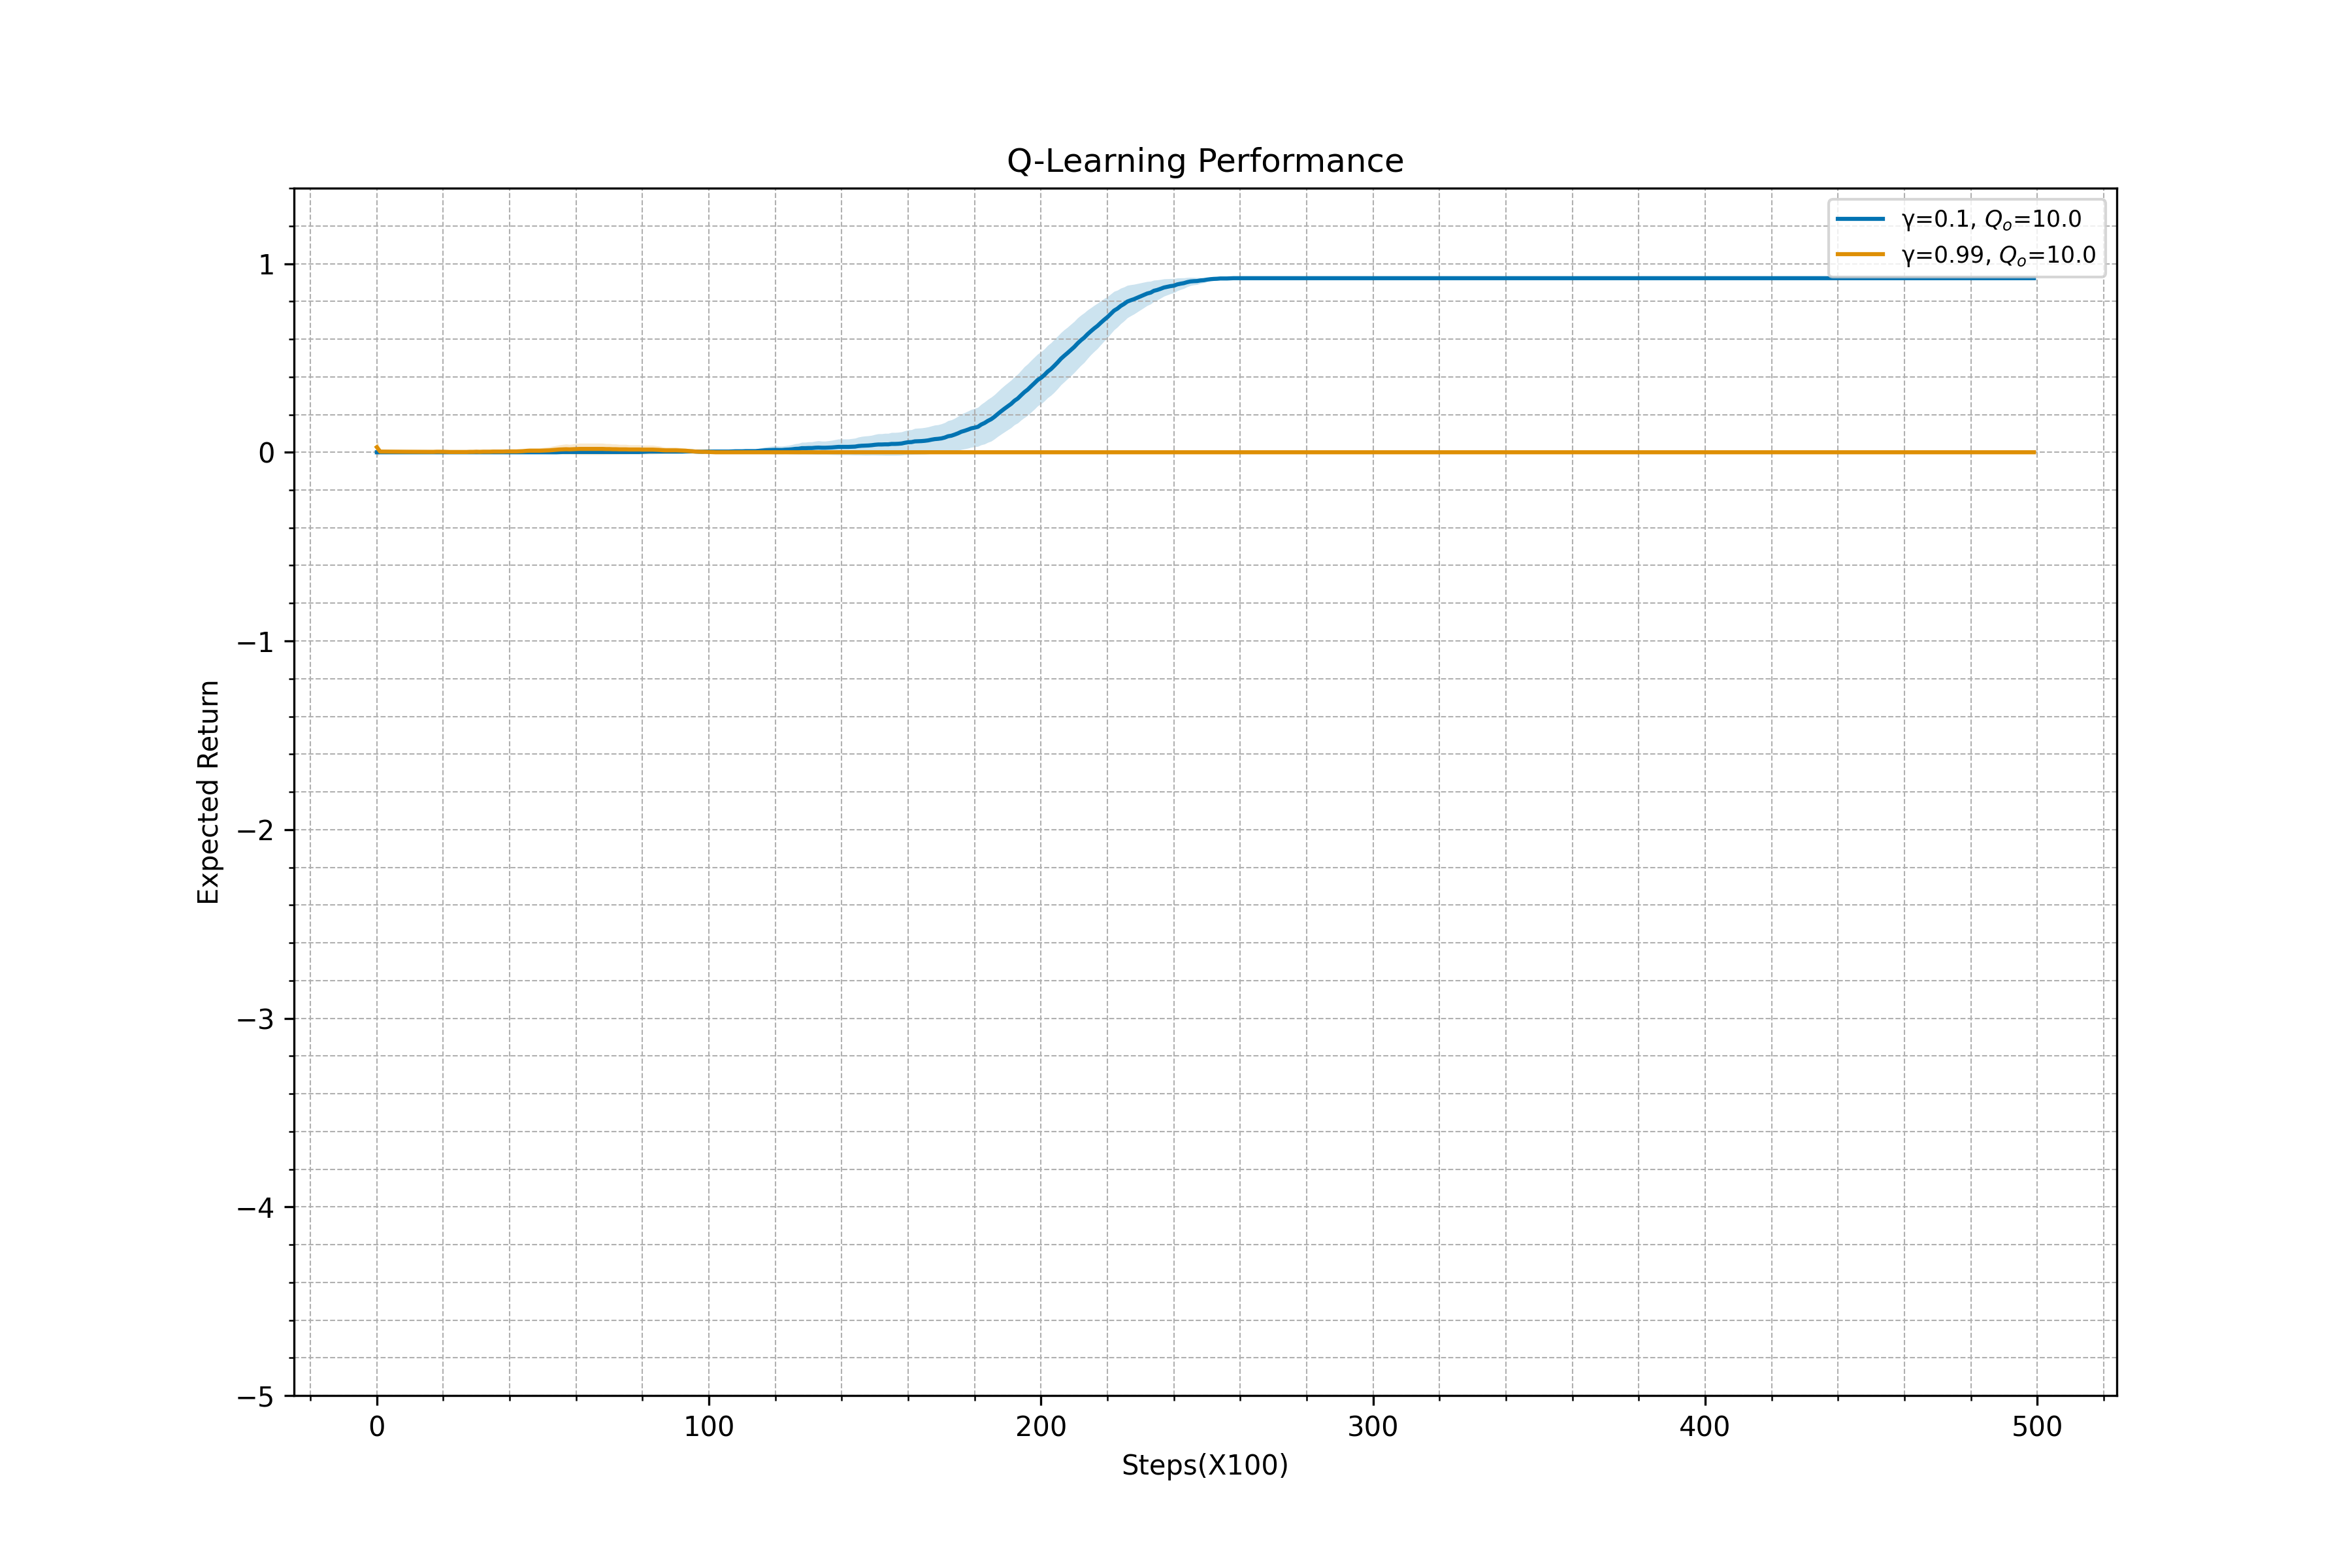 Q-Learning Performance
γ=0.1, Qₒ=10.0
γ=0.99, Qₒ=10.0
1
0
−1
−2
−3
−4
−5
Expected Return
0 100 200 300 400 500
Steps(X100)